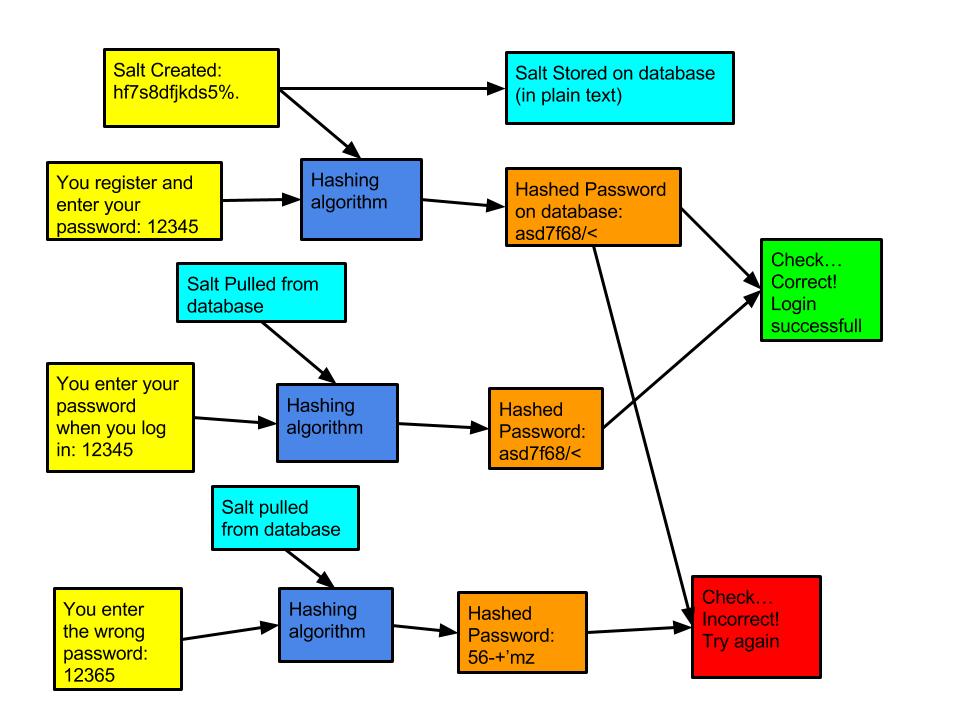 Salt Created:
hf7s8dfjkds5%.
Salt Stored on database
(in plain text)
You register and
enter your
password: 12345
Hashing
algorithm
Hashed Password
on database:
asd7f68/<
Check…
Correct!
Login
successfull
Salt Pulled from
database
You enter your
password
when you log
in: 12345
Hashing
algorithm
Hashed
Password:
asd7f68/<
Salt pulled
from database
You enter
the wrong
password:
12365
Hashing
algorithm
Hashed
Password:
56-+’mz
Check…
Incorrect!
Try again